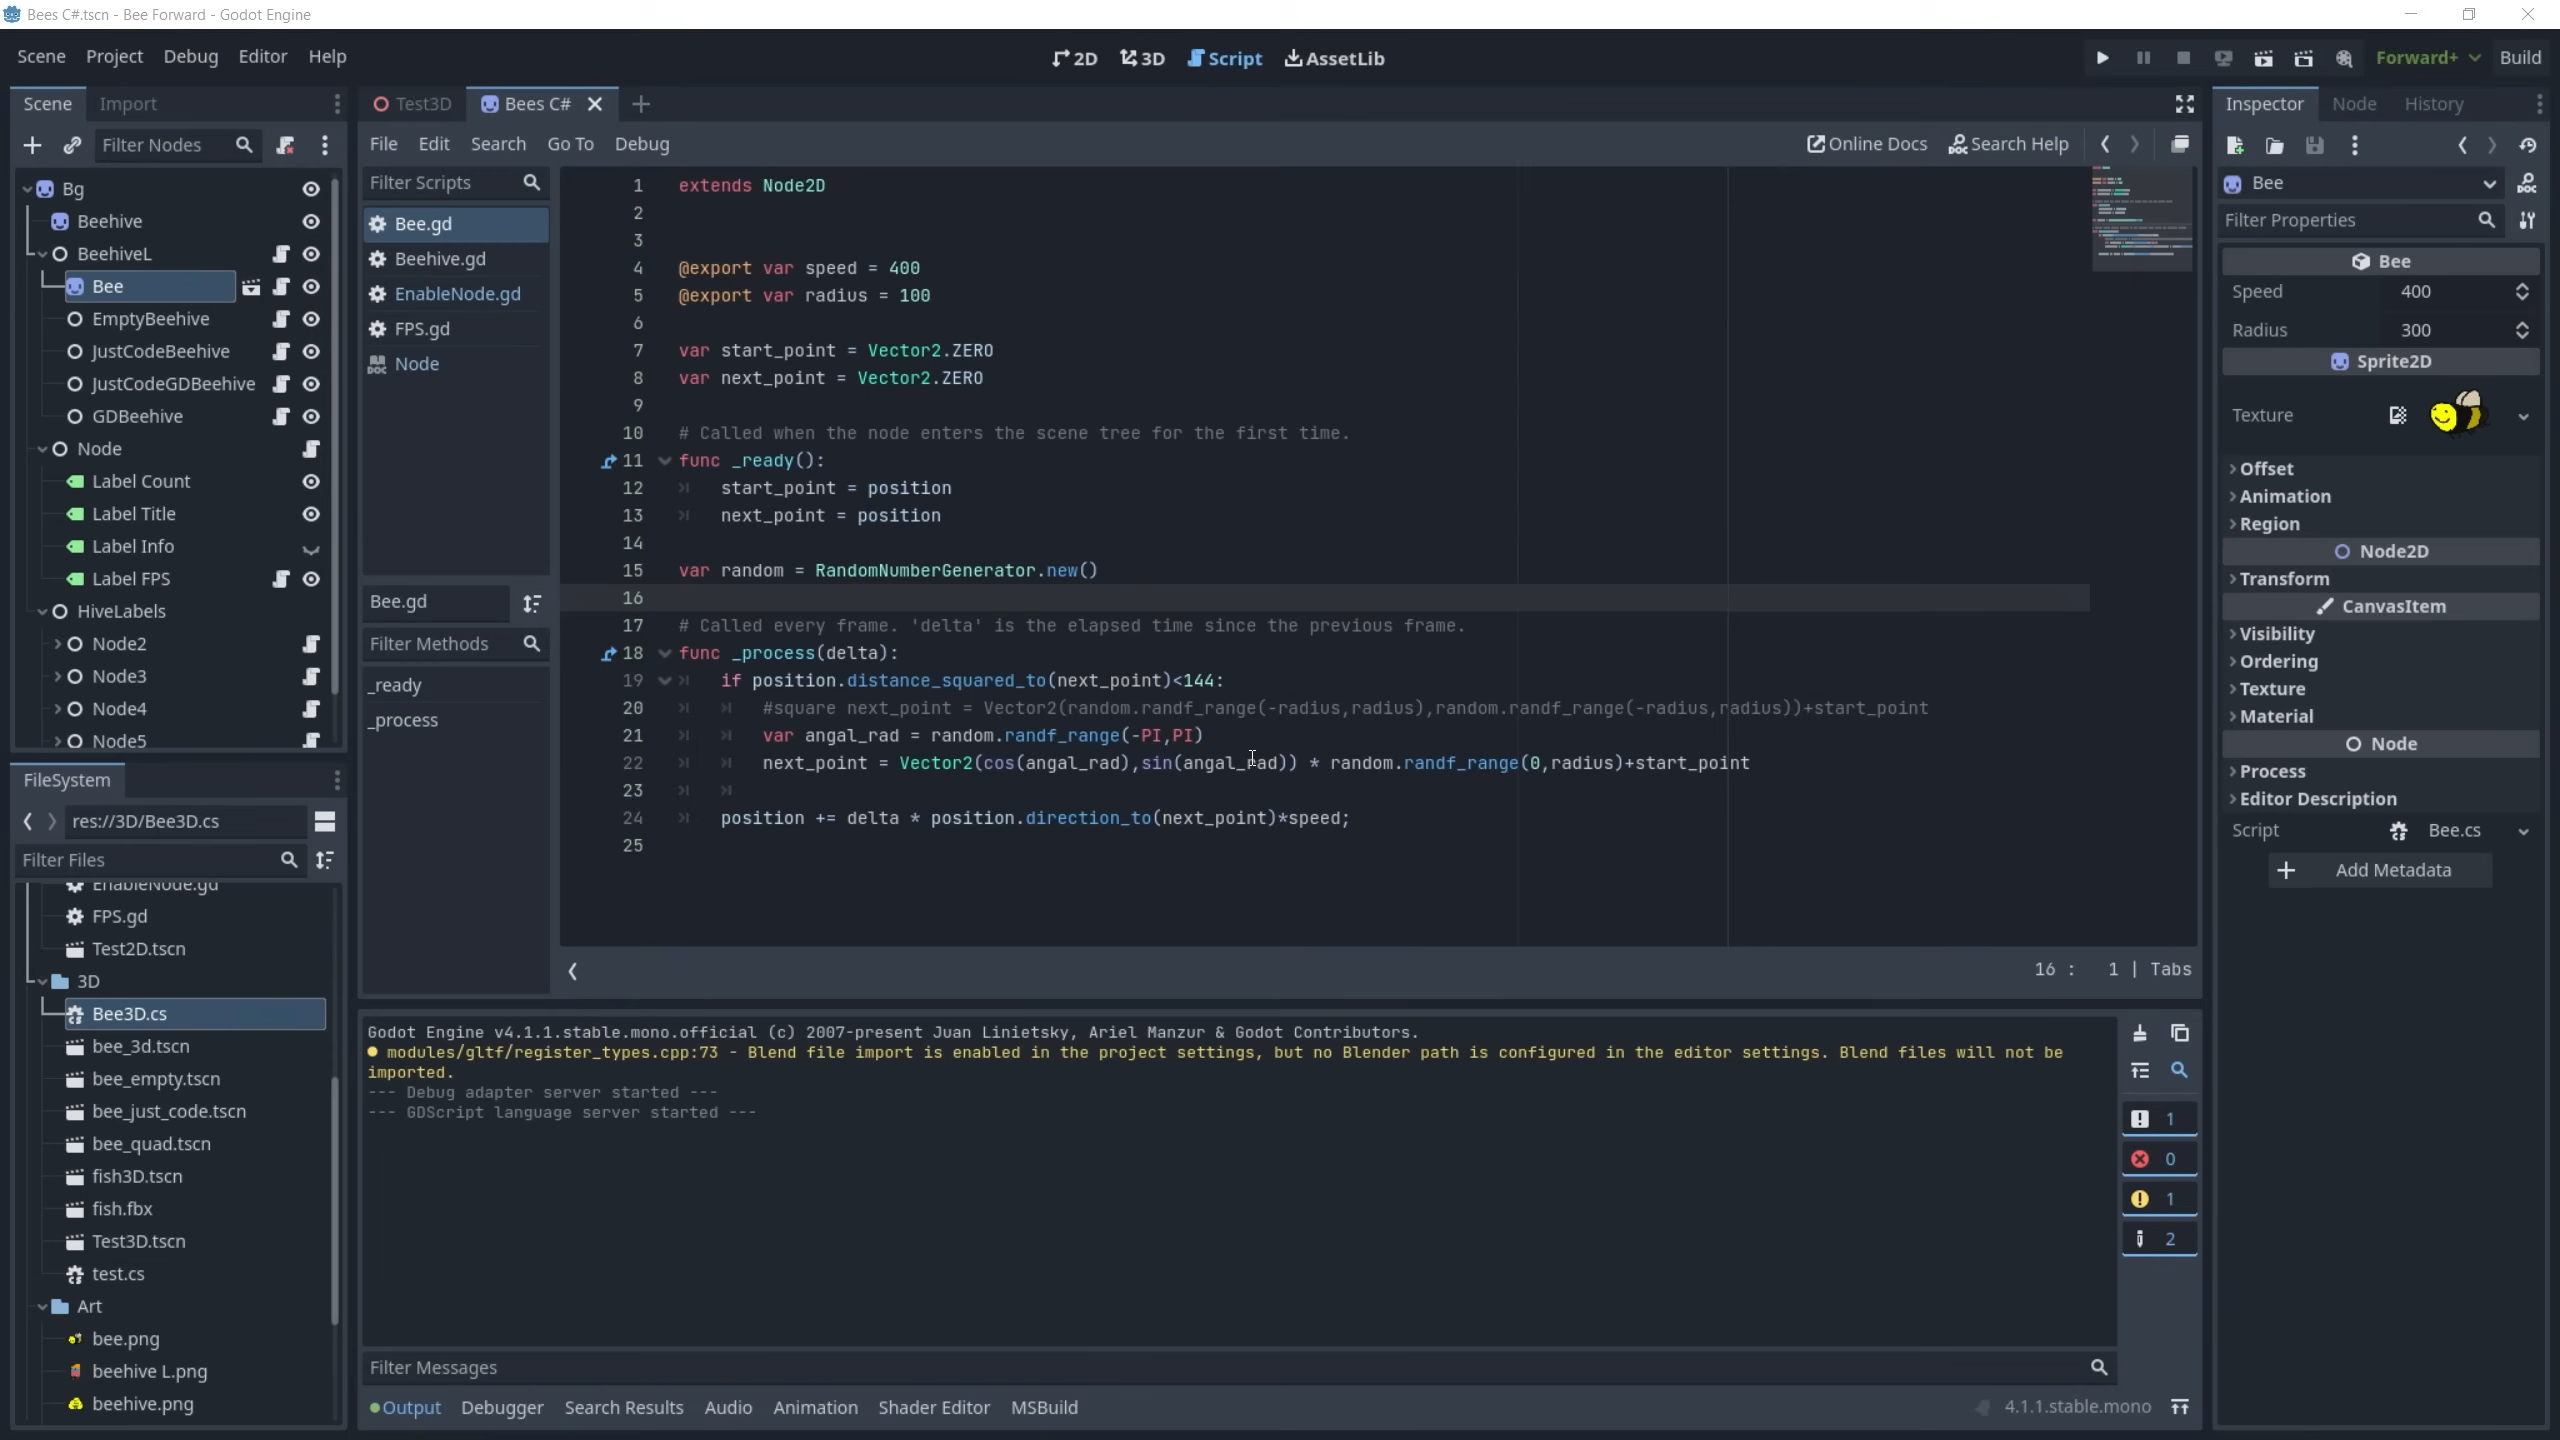 Bees C#.tscn - Bee Forward - Godot Engine
Scene Project Debug Editor Help
2D 3D Script AssetLib
Forward+ Build
Scene Import
Filter Nodes
Bg
Beehive
BeehiveL
Bee
EmptyBeehive
JustCodeBeehive
JustCodeGDBeehive
GDBeehive
Node
Label Count
Label Title
Label Info
Label FPS
HiveLabels
Node2
Node3
Node4
Node5
FileSystem
res://3D/Bee3D.cs
Filter Files
EnableNode.gd
FPS.gd
Test2D.tscn
3D
Bee3D.cs
bee_3d.tscn
bee_empty.tscn
bee_just_code.tscn
bee_quad.tscn
fish3D.tscn
fish.fbx
Test3D.tscn
test.cs
Art
bee.png
beehive L.png
beehive.png
Test3D Bees C#
File Edit Search Go To Debug
Online Docs Search Help
Filter Scripts
Bee.gd
Beehive.gd
EnableNode.gd
FPS.gd
Node
Bee.gd
Filter Methods
_ready
_process
1 extends Node2D
2
3
4 @export var speed = 400
5 @export var radius = 100
6
7 var start_point = Vector2.ZERO
8 var next_point = Vector2.ZERO
9
10 # Called when the node enters the scene tree for the first time.
11 func _ready():
12 start_point = position
13 next_point = position
14
15 var random = RandomNumberGenerator.new()
16
17 # Called every frame. 'delta' is the elapsed time since the previous frame.
18 func _process(delta):
19 if position.distance_squared_to(next_point)<144:
20 #square next_point = Vector2(random.randf_range(-radius,radius),random.randf_range(-radius,radius))+start_point
21 var angal_rad = random.randf_range(-PI,PI)
22 next_point = Vector2(cos(angal_rad),sin(angal_rad)) * random.randf_range(0,radius)+start_point
23
24 position += delta * position.direction_to(next_point)*speed;
25
16 : 1 | Tabs
Godot Engine v4.1.1.stable.mono.official (c) 2007-present Juan Linietsky, Ariel Manzur & Godot Contributors.
modules/gltf/register_types.cpp:73 - Blend file import is enabled in the project settings, but no Blender path is configured in the editor settings. Blend files will not be
imported.
--- Debug adapter server started ---
--- GDScript language server started ---
1
0
1
2
Filter Messages
Output Debugger Search Results Audio Animation Shader Editor MSBuild
4.1.1.stable.mono
Inspector Node History
Bee
DOC
Filter Properties
Bee
Speed 400
Radius 300
Sprite2D
Texture
Offset
Animation
Region
Node2D
Transform
CanvasItem
Visibility
Ordering
Texture
Material
Node
Process
Editor Description
Script Bee.cs
Add Metadata